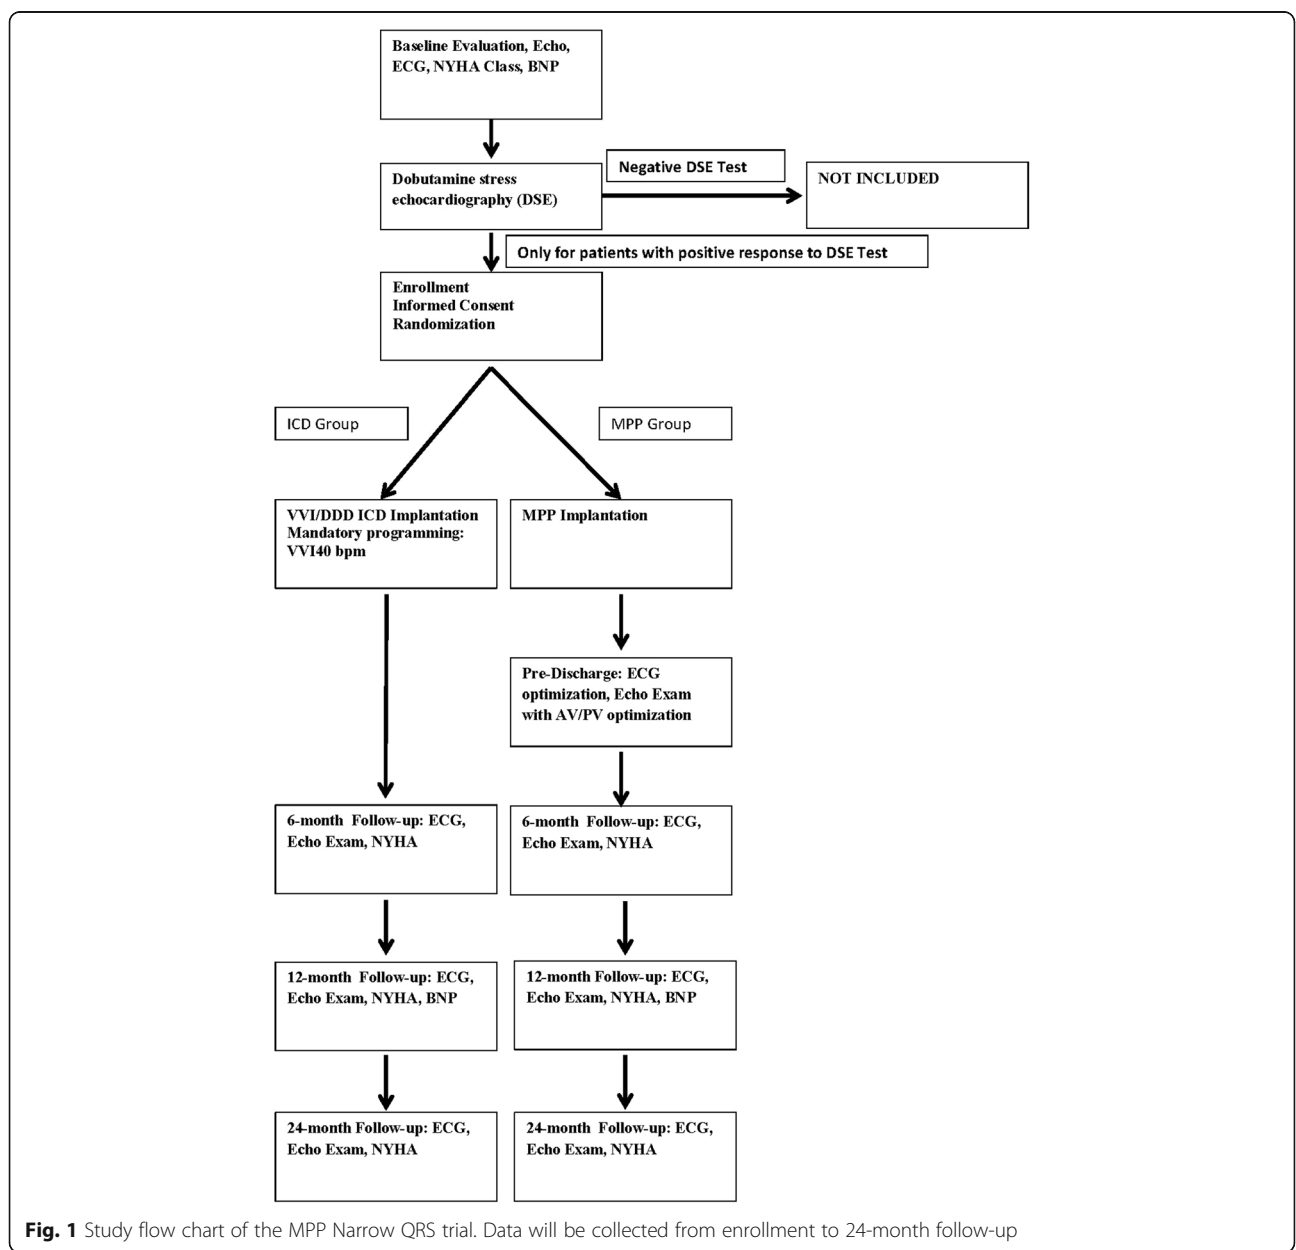 Baseline Evaluation, Echo,
ECG, NYHA Class, BNP
Dobutamine stress
echocardiography (DSE)
Negative DSE Test
NOT INCLUDED
Only for patients with positive response to DSE Test
Enrollment
Informed Consent
Randomization
ICD Group
MPP Group
VVI/DDD ICD Implantation
Mandatory programming:
VVI40 bpm
MPP Implantation
Pre-Discharge: ECG
optimization, Echo Exam
with AV/PV optimization
6-month Follow-up: ECG,
Echo Exam, NYHA
6-month Follow-up: ECG,
Echo Exam, NYHA
12-month Follow-up: ECG,
Echo Exam, NYHA, BNP
12-month Follow-up: ECG,
Echo Exam, NYHA, BNP
24-month Follow-up: ECG,
Echo Exam, NYHA
24-month Follow-up: ECG,
Echo Exam, NYHA
Fig. 1 Study flow chart of the MPP Narrow QRS trial. Data will be collected from enrollment to 24-month follow-up